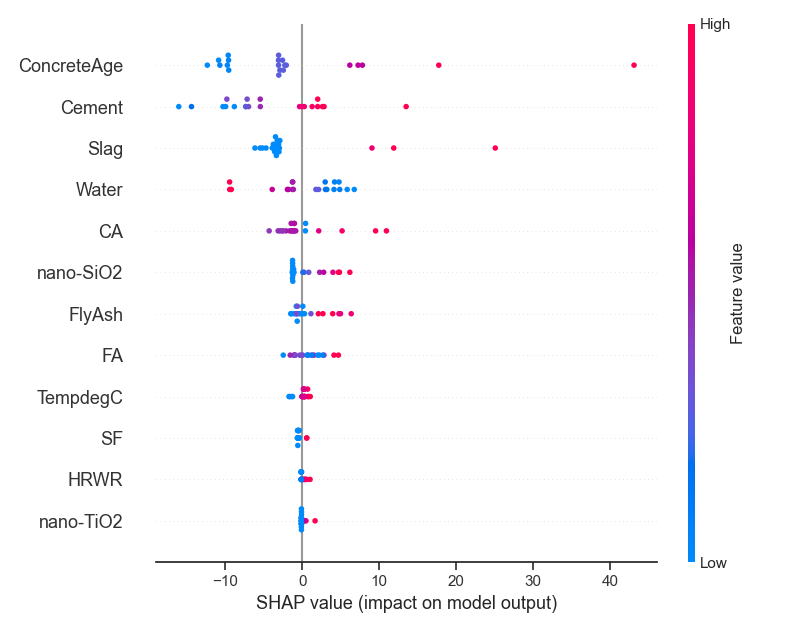 High
ConcreteAge
Cement
Slag
Water
CA
nano-SiO2
FlyAsh
FA
TempdegC
SF
HRWR
nano-TiO2
Feature value
Low
−10 0 10 20 30 40
SHAP value (impact on model output)